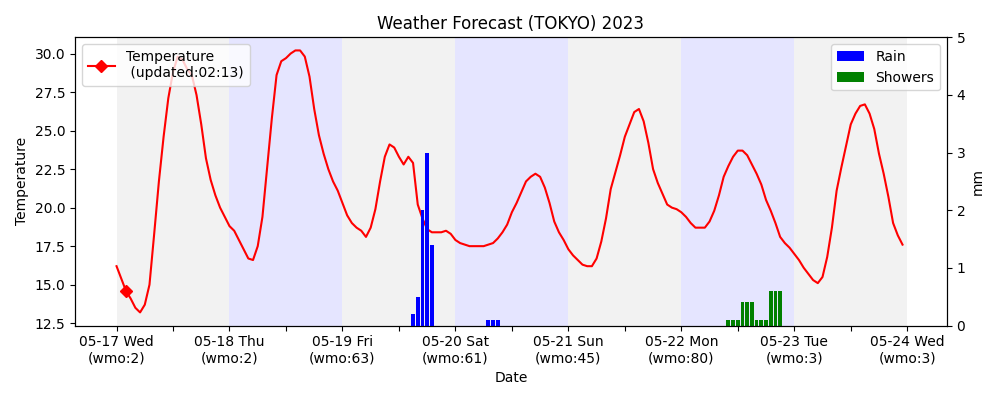 Weather Forecast (TOKYO) 2023
Temperature
(updated:02:13)
Rain
Showers
30.0
27.5
25.0
22.5
20.0
17.5
15.0
12.5
Temperature
5
4
3
2
1
0
mm
05-17 Wed 05-18 Thu 05-19 Fri 05-20 Sat 05-21 Sun 05-22 Mon 05-23 Tue 05-24 Wed
(wmo:2) (wmo:2) (wmo:63) (wmo:61) (wmo:45) (wmo:80) (wmo:3) (wmo:3)
Date